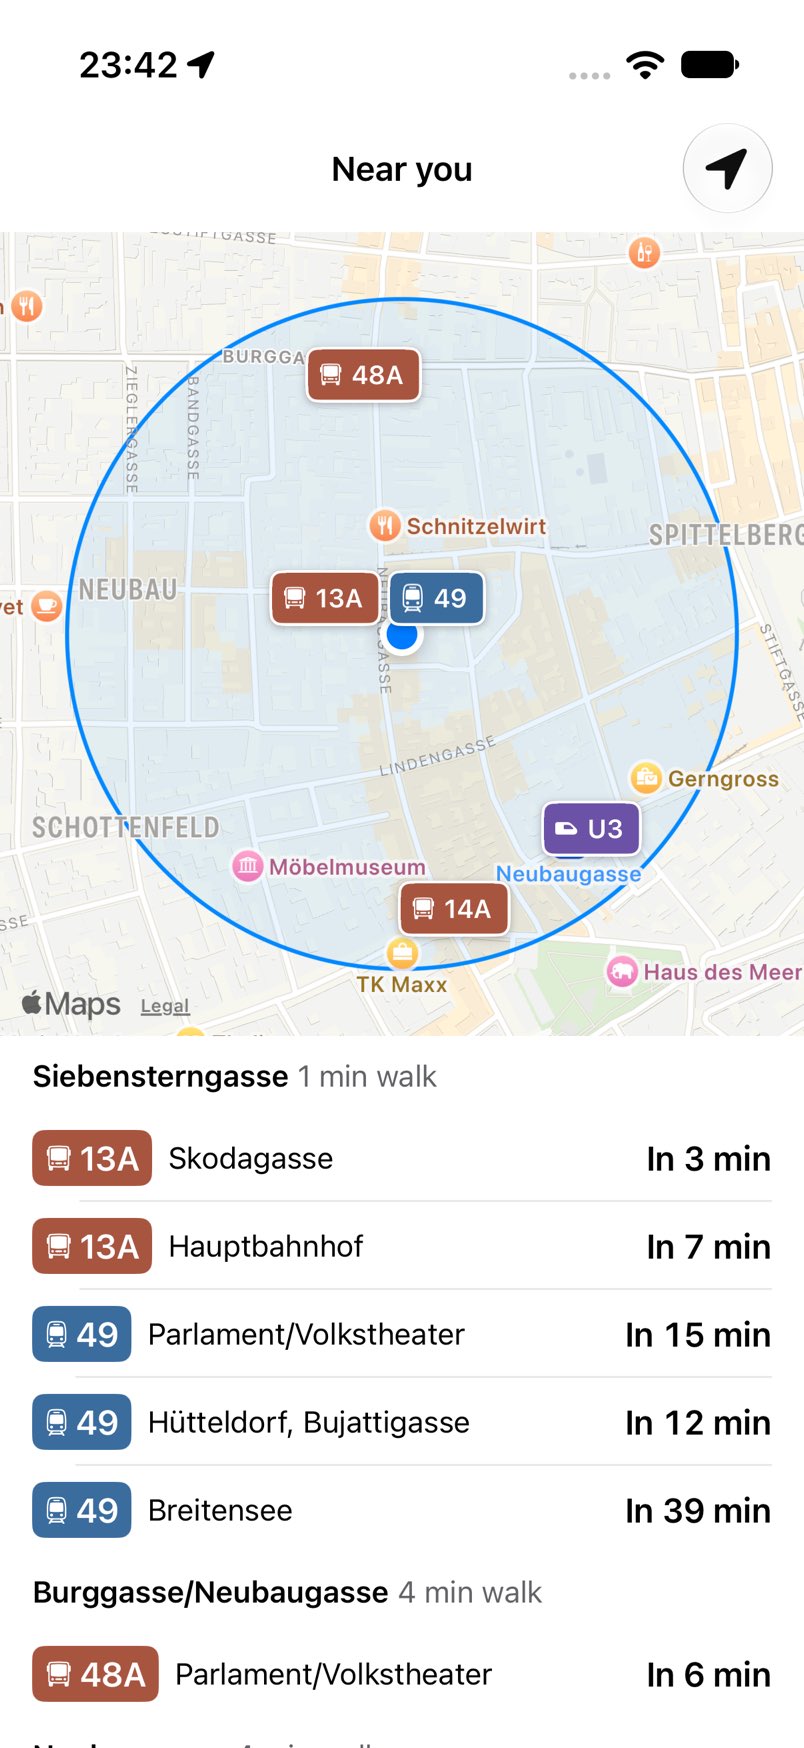 23:42
Near you
BURGGA
48A
ZIEGLERGASSE
BANDGASSE
Schnitzelwirt
SPITTELBERG
NEUBAU
13A
49
NEUBAUGASSE
STIFTGASSE
LINDENGASSE
Gerngross
SCHOTTENFELD
U3
Möbelmuseum
Neubaugasse
14A
TK Maxx
Haus des Meer
Maps Legal
Siebensterngasse 1 min walk
13A Skodagasse In 3 min
13A Hauptbahnhof In 7 min
49 Parlament/Volkstheater In 15 min
49 Hütteldorf, Bujattigasse In 12 min
49 Breitensee In 39 min
Burggasse/Neubaugasse 4 min walk
48A Parlament/Volkstheater In 6 min